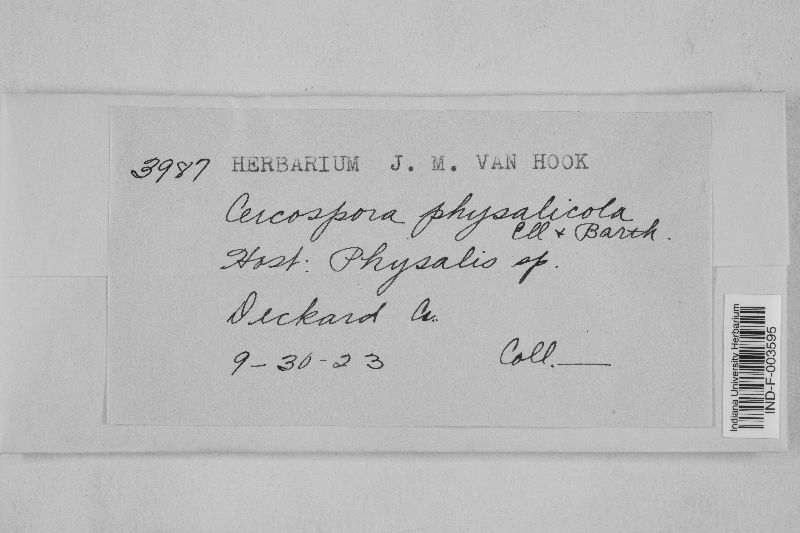 3987 HERBARIUM J. M. VAN HOOK
Cercospora physalicola
Ell & Barth.
Host: Physalis sp.
Deckard
9-30-23 Coll.
Indiana University Herbarium
IND-F-003595